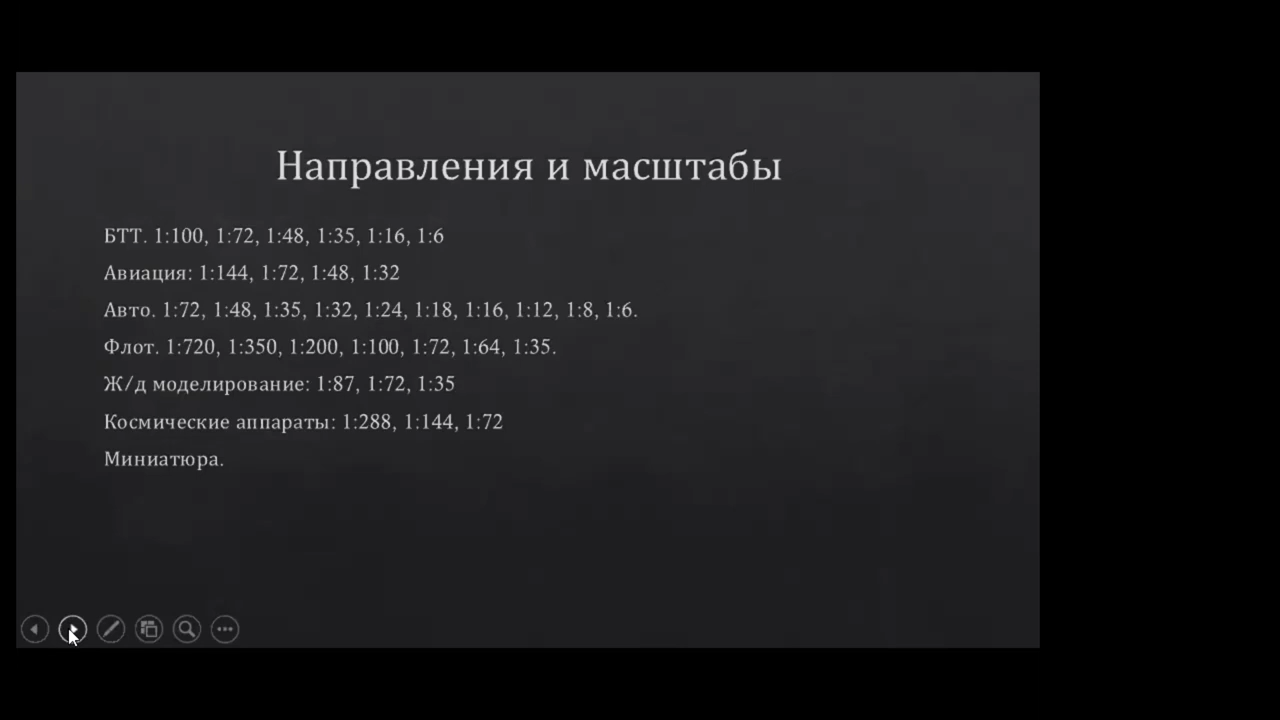 Направления и масштабы
БТТ. 1:100, 1:72, 1:48, 1:35, 1:16, 1:6
Авиация: 1:144, 1:72, 1:48, 1:32
Авто. 1:72, 1:48, 1:35, 1:32, 1:24, 1:18, 1:16, 1:12, 1:8, 1:6.
Флот. 1:720, 1:350, 1:200, 1:100, 1:72, 1:64, 1:35.
Ж/д моделирование: 1:87, 1:72, 1:35
Космические аппараты: 1:288, 1:144, 1:72
Миниатюра.